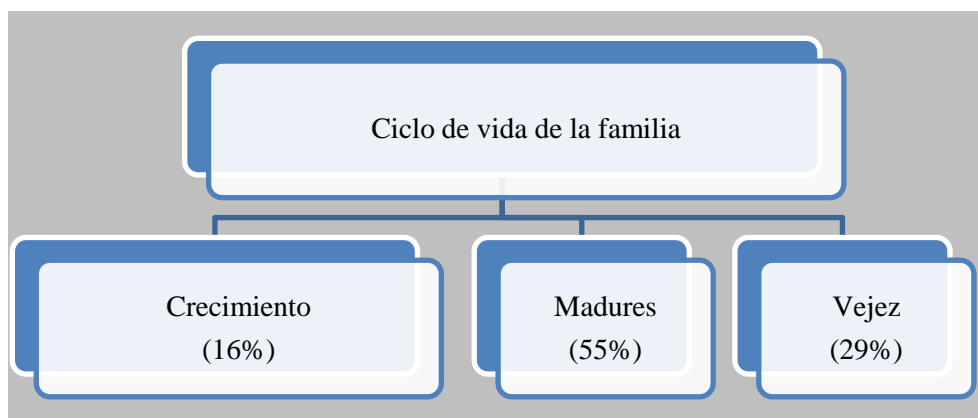 Ciclo de vida de la familia
Crecimiento
(16%)
Madures
(55%)
Vejez
(29%)